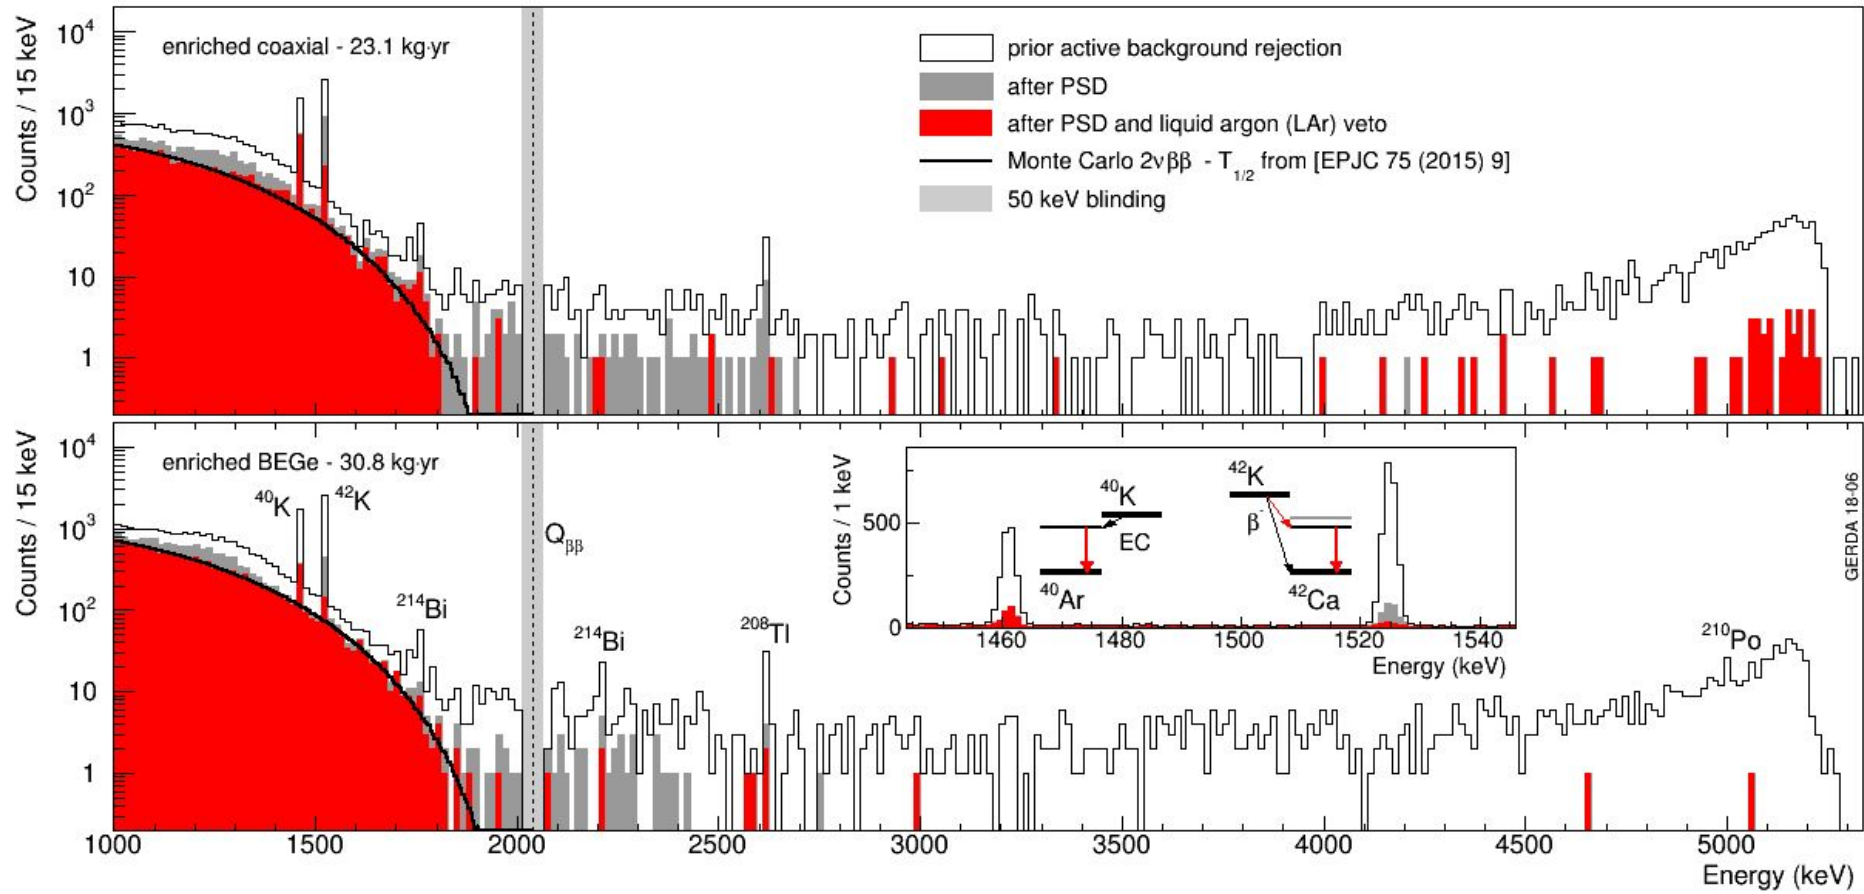 enriched coaxial - 23.1 kg·yr
prior active background rejection
after PSD
after PSD and liquid argon (LAr) veto
Monte Carlo 2νββ - T1/2 from [EPJC 75 (2015) 9]
50 keV blinding
Counts / 15 keV
10⁴
10³
10²
10
1
enriched BEGe - 30.8 kg·yr
⁴⁰K
⁴²K
²¹⁴Bi
Qββ
²¹⁴Bi
²⁰⁸Tl
²¹⁰Po
Counts / 15 keV
10⁴
10³
10²
10
1
Counts / 1 keV
500
0
⁴⁰K
EC
⁴⁰Ar
⁴²K
β⁻
⁴²Ca
1460 1480 1500 1520 1540
Energy (keV)
GERDA 18-06
1000 1500 2000 2500 3000 3500 4000 4500 5000
Energy (keV)